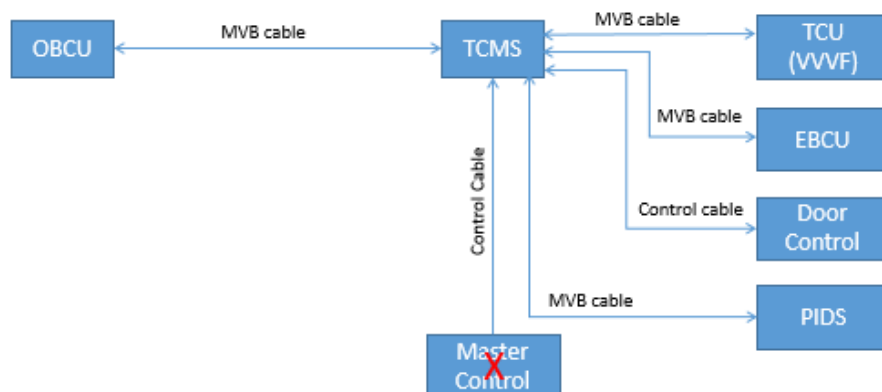 MVB cable
OBCU
TCMS
MVB cable
TCU
(VVVF)
MVB cable
EBCU
Control Cable
Control cable
Door
Control
MVB cable
PIDS
Master
Control
X